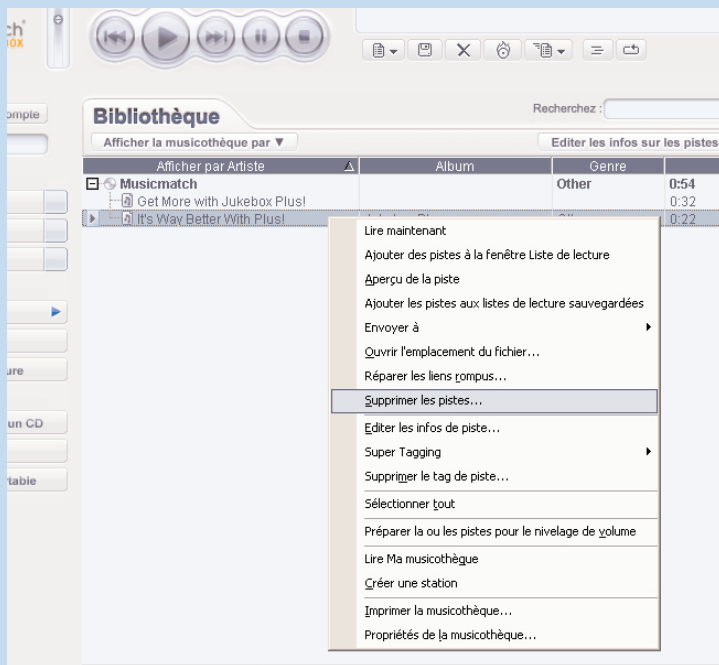 ch
BOX
ompte
Bibliothèque
Recherchez :
Afficher la musicothèque par ▼
Editer les infos sur les pistes
Afficher par Artiste
Album
Genre
Musicmatch
Other
0:54
Get More with Jukebox Plus!
0:32
It's Way Better With Plus!
0:22
Lire maintenant
Ajouter des pistes à la fenêtre Liste de lecture
Aperçu de la piste
Ajouter les pistes aux listes de lecture sauvegardées
Envoyer à
Ouvrir l'emplacement du fichier...
Réparer les liens rompus...
ure
Supprimer les pistes...
un CD
Editer les infos de piste...
Super Tagging
Supprimer le tag de piste...
rtable
Sélectionner tout
Préparer la ou les pistes pour le nivelage de volume
Lire Ma musicothèque
Créer une station
Imprimer la musicothèque...
Propriétés de la musicothèque...